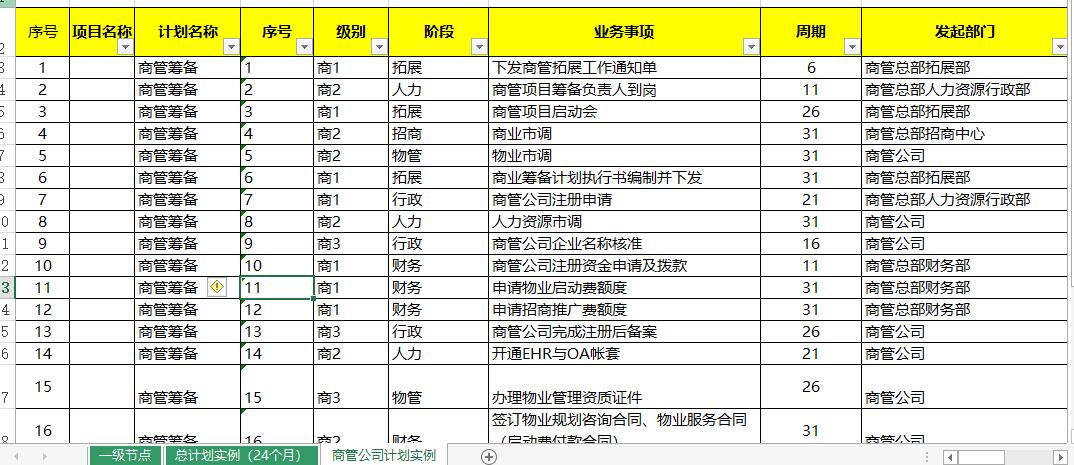 序号 项目名称 计划名称 序号 级别 阶段 业务事项 周期 发起部门
1 商管筹备 1 商1 拓展 下发商管拓展工作通知单 6 商管总部拓展部
2 商管筹备 2 商2 人力 商管项目筹备负责人到岗 11 商管总部人力资源行政部
3 商管筹备 3 商1 拓展 商管项目启动会 26 商管总部拓展部
4 商管筹备 4 商2 招商 商业市调 31 商管总部招商中心
5 商管筹备 5 商2 物管 物业市调 31 商管公司
6 商管筹备 6 商1 拓展 商业筹备计划执行书编制并下发 31 商管总部拓展部
7 商管筹备 7 商1 行政 商管公司注册申请 21 商管总部人力资源行政部
8 商管筹备 8 商2 人力 人力资源市调 31 商管公司
9 商管筹备 9 商3 行政 商管公司企业名称核准 16 商管公司
10 商管筹备 10 商1 财务 商管公司注册资金申请及拨款 11 商管总部财务部
11 商管筹备 11 商1 财务 申请物业启动费额度 31 商管总部财务部
12 商管筹备 12 商1 财务 申请招商推广费额度 31 商管总部财务部
13 商管筹备 13 商3 行政 商管公司完成注册后备案 26 商管公司
14 商管筹备 14 商2 人力 开通EHR与OA帐套 21 商管公司
15 商管筹备 15 商3 物管 办理物业管理资质证件 26 商管公司
16 商管筹备 16 商2 财务 签订物业规划咨询合同、物业服务合同 31 商管公司
（启动费付款合同）
一级节点 总计划实例（24个月） 商管公司计划实例